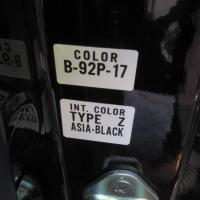 COLOR
B-92P-17
INT. COLOR
TYPE Z
ASIA-BLACK